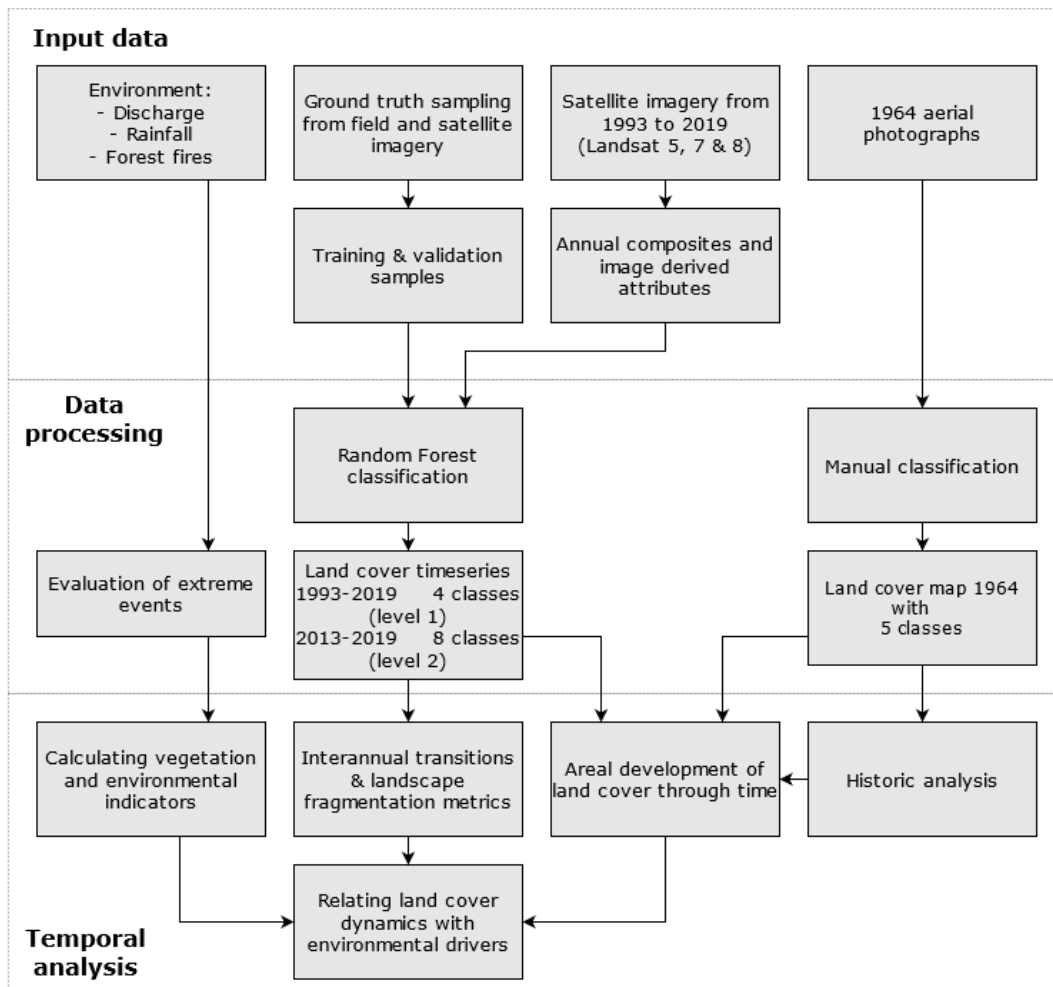 Input data
Environment:
- Discharge
- Rainfall
- Forest fires
Ground truth sampling
from field and satellite
imagery
Satellite imagery from
1993 to 2019
(Landsat 5, 7 & 8)
1964 aerial
photographs
Training & validation
samples
Annual composites and
image derived
attributes
Data
processing
Random Forest
classification
Manual classification
Evaluation of extreme
events
Land cover timeseries
1993-2019 4 classes
(level 1)
2013-2019 8 classes
(level 2)
Land cover map 1964
with
5 classes
Calculating vegetation
and environmental
indicators
Interannual transitions
& landscape
fragmentation metrics
Areal development of
land cover through time
Historic analysis
Relating land cover
dynamics with
environmental drivers
Temporal
analysis